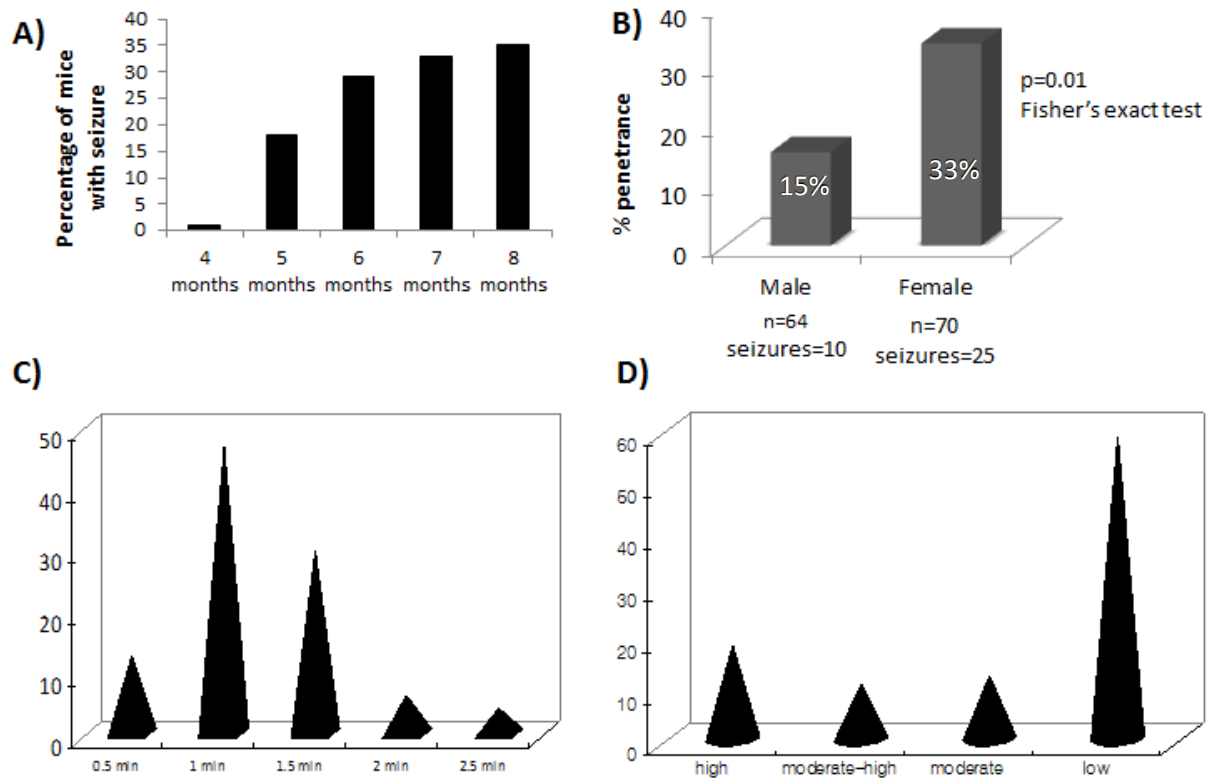 A)
Percentage of mice
with seizure
40
35
30
25
20
15
10
5
0
4
months
5
months
6
months
7
months
8
months
B)
% penetrance
40
30
20
10
0
15%
33%
p=0.01
Fisher's exact test
Male
Female
n=64
seizures=10
n=70
seizures=25
C)
50
40
30
20
10
0
0.5 min
1 min
1.5 min
2 min
2.5 min
D)
60
50
40
30
20
10
0
high
moderate–high
moderate
low